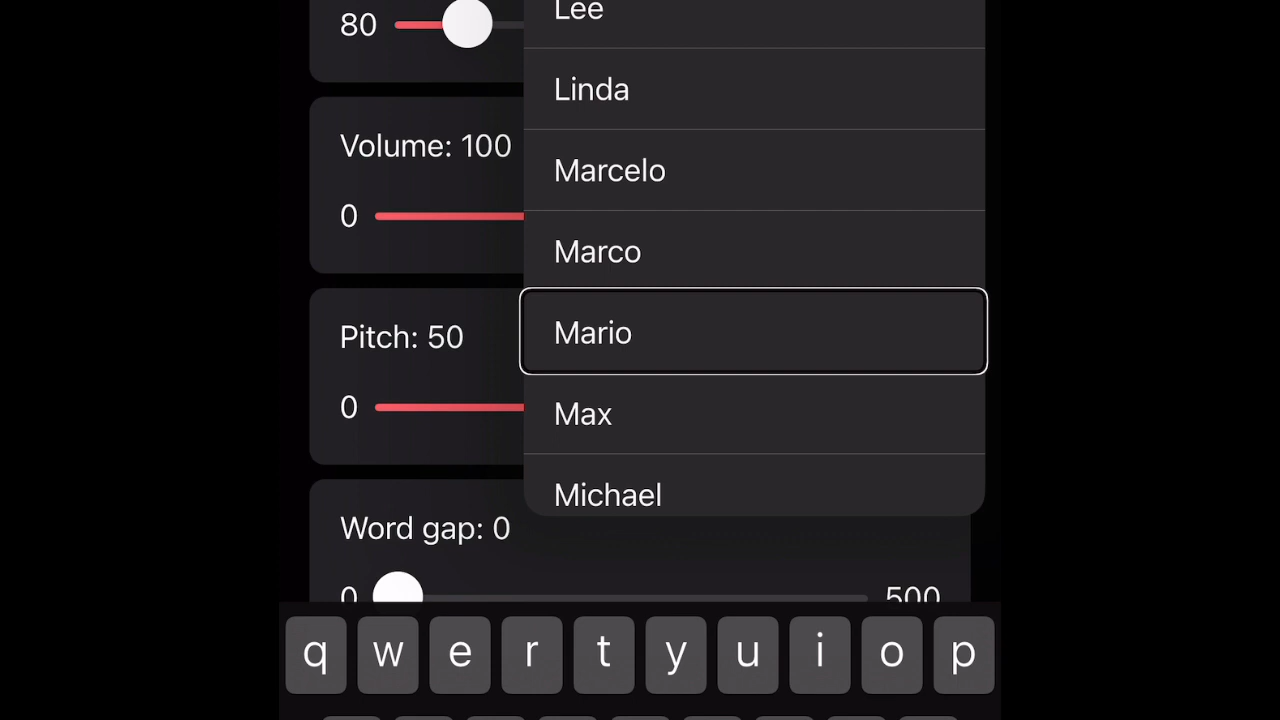 80
Lee
Linda
Volume: 100
Marcelo
0
Marco
Pitch: 50
Mario
0
Max
Michael
Word gap: 0
0
500
q w e r t y u i o p